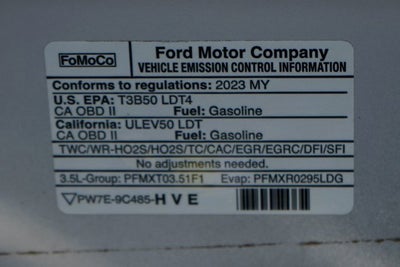 FoMoCo
Ford Motor Company
VEHICLE EMISSION CONTROL INFORMATION
Conforms to regulations: 2023 MY
U.S. EPA: T3B50 LDT4
CA OBD II Fuel: Gasoline
California: ULEV50 LDT
CA OBD II Fuel: Gasoline
TWC/WR-HO2S/HO2S/TC/CAC/EGR/EGRC/DFI/SFI
No adjustments needed.
3.5L-Group: PFMXT03.51F1 Evap: PFMXR0295LDG
PW7E-9C485-HVE